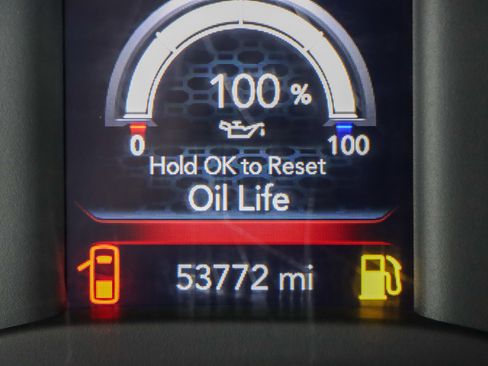 100 %
0 100
Hold OK to Reset
Oil Life
53772 mi